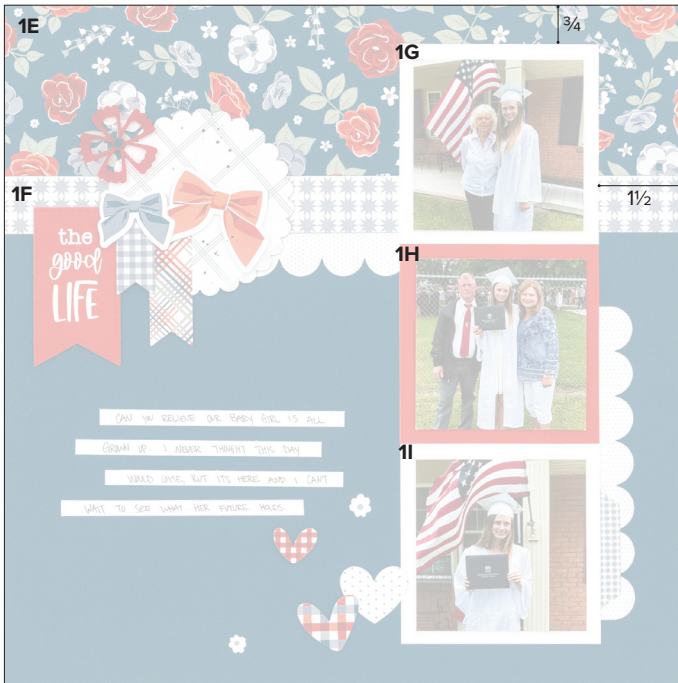 1E
¾
1G
1F
1½
the
good
LIFE
1H
CAN YOU BELIEVE OUR BABY GIRL IS ALL
GROWN UP I NEVER THOUGHT THIS DAY
WOULD COME, BUT ITS HERE AND I CAN'T
WAIT TO SEE WHAT HER FUTURE HOLDS
1I